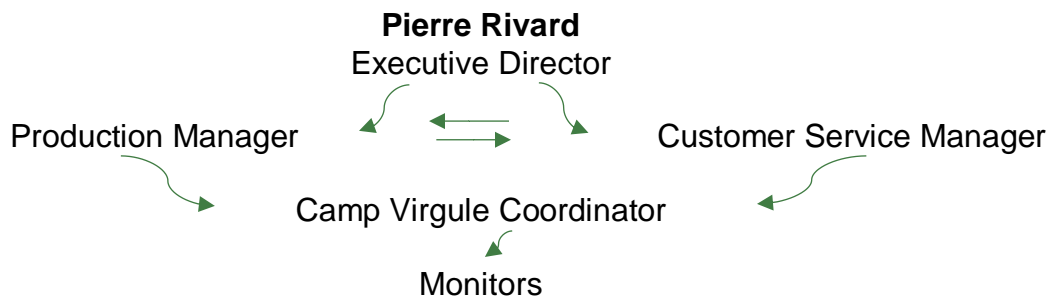 Pierre Rivard
Executive Director
Production Manager
Customer Service Manager
Camp Virgule Coordinator
Monitors